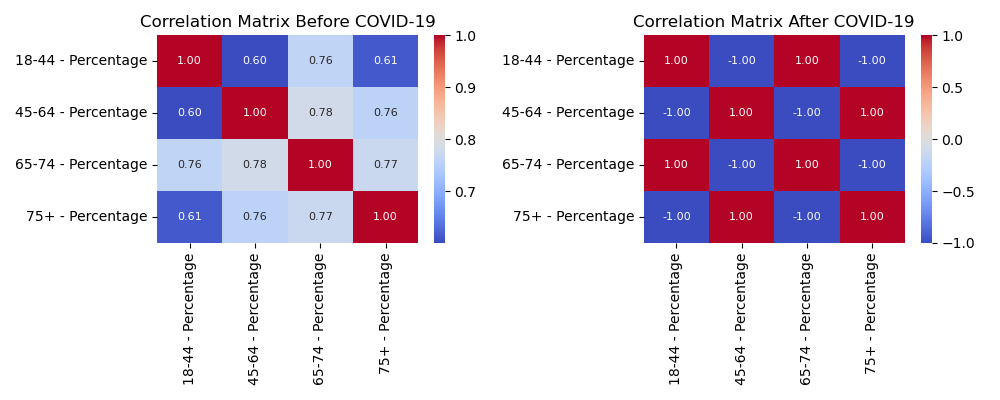 Correlation Matrix Before COVID-19
18-44 - Percentage
45-64 - Percentage
65-74 - Percentage
75+ - Percentage
1.00 0.60 0.76 0.61
0.60 1.00 0.78 0.76
0.76 0.78 1.00 0.77
0.61 0.76 0.77 1.00
18-44 - Percentage
45-64 - Percentage
65-74 - Percentage
75+ - Percentage
1.0
0.9
0.8
0.7
Correlation Matrix After COVID-19
18-44 - Percentage
45-64 - Percentage
65-74 - Percentage
75+ - Percentage
1.00 -1.00 1.00 -1.00
-1.00 1.00 -1.00 1.00
1.00 -1.00 1.00 -1.00
-1.00 1.00 -1.00 1.00
18-44 - Percentage
45-64 - Percentage
65-74 - Percentage
75+ - Percentage
1.0
0.5
0.0
−0.5
−1.0